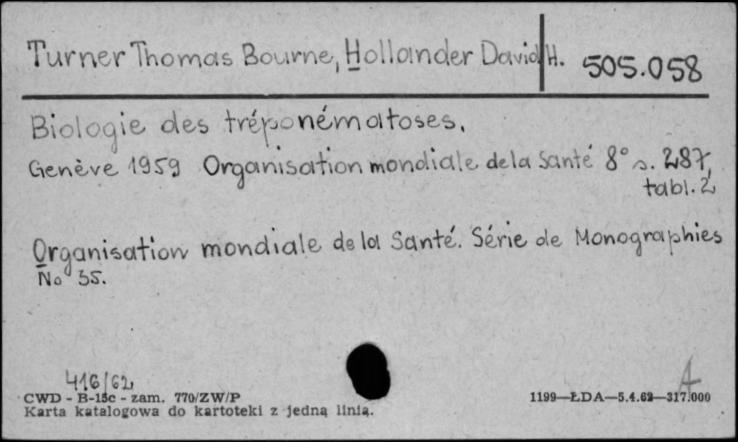 Turner Thomas Bourne, Hollander David H. 505.058
Biologie des tréponématoses.
Genève 1959 Organisation mondiale de la Santé 8° s. 287,
tabl. 2
Organisation mondiale de la Santé. Série de Monographies
No 35.
416/62
A
CWD - B-15c - zam. 770/ZW/P 1199—ŁDA—5.4.62—317.000
Karta katalogowa do kartoteki z jedną linią.